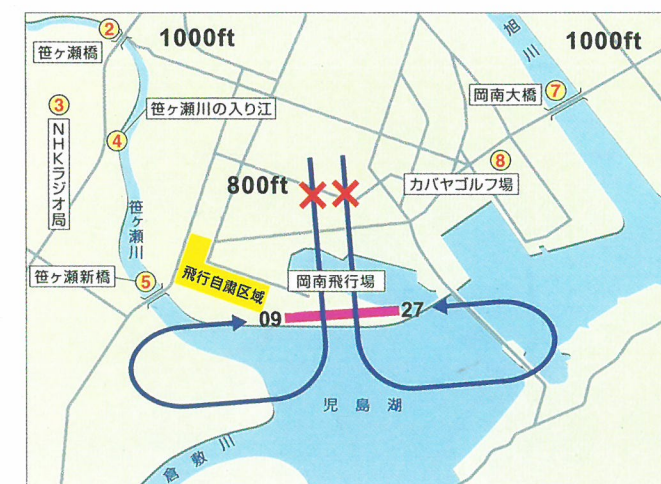 ②
1000ft
笹ヶ瀬橋
旭川
1000ft
③
NHKラジオ局
④
笹ヶ瀬川の入り江
岡南大橋
⑦
⑧
カバヤゴルフ場
800ft
笹ヶ瀬川
笹ヶ瀬新橋
⑤
飛行自粛区域
岡南飛行場
09
27
児島湖
倉敷川